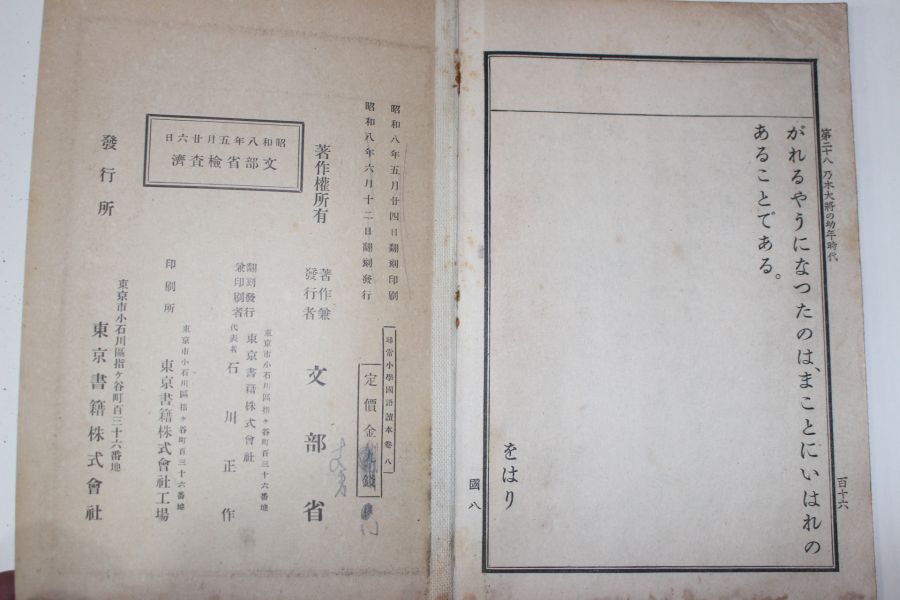 第二十八 乃木大將の幼年時代
百十六
がれるやうになつたのは、まことにいはれの
あることである。
をはり
國八
昭和八年五月廿四日翻刻印刷
昭和八年六月十二日翻刻發行
尋常小學國語讀本卷八
定價金
著作權所有
著作兼
發行者
文部省
翻刻發行
兼印刷者
東京市小石川區指ヶ谷町百三十六番地
東京書籍株式會社
代表者
石川正作
昭和八年五月廿六日
文部省檢査濟
印刷所
東京市小石川區指ヶ谷町百三十六番地
東京書籍株式會社工場
發行所
東京市小石川區指ヶ谷町百三十六番地
東京書籍株式會社